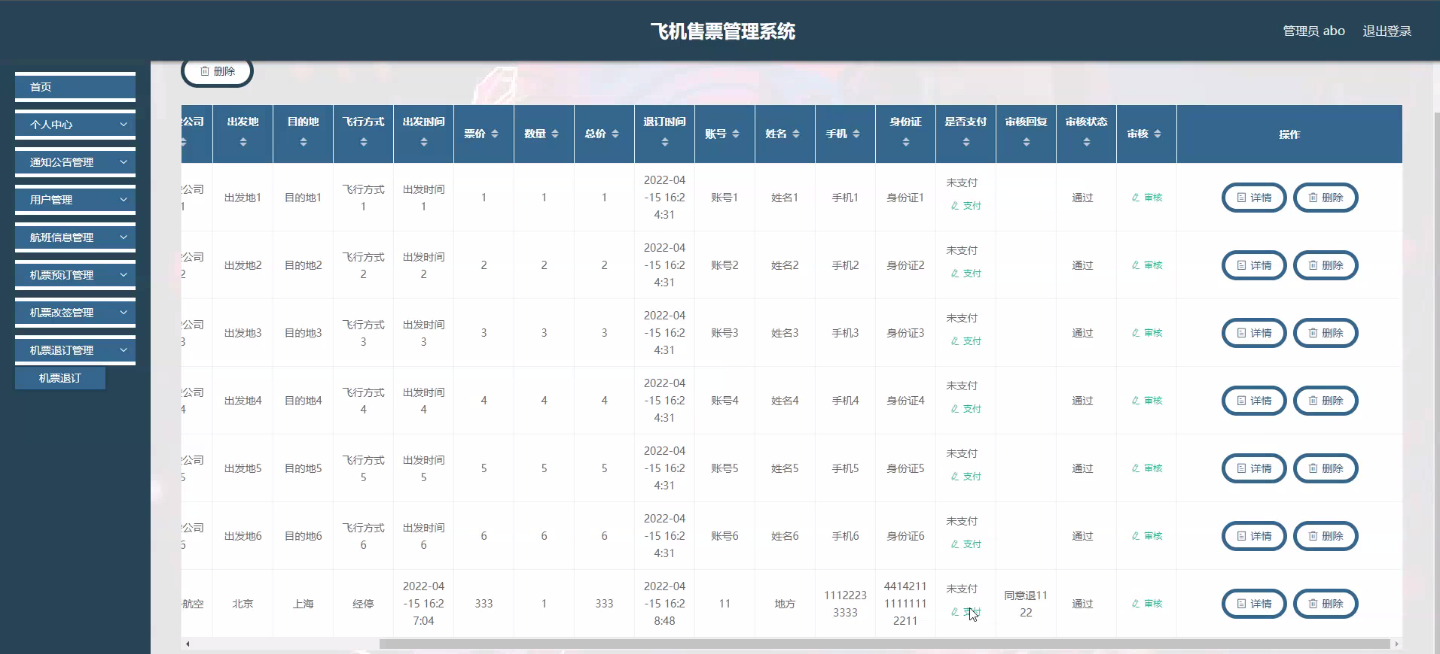 飞机售票管理系统
管理员 abo 退出登录
首页
个人中心
通知公告管理
用户管理
航班信息管理
机票预订管理
机票改签管理
机票退订管理
机票退订
删除
公司 出发地 目的地 飞行方式 出发时间 票价 数量 总价 退订时间 账号 姓名 手机 身份证 是否支付 审核回复 审核状态 审核 操作
公司1 出发地1 目的地1 飞行方式1 出发时间1 1 1 1 2022-04-15 16:24:31 账号1 姓名1 手机1 身份证1 未支付 支付 通过 审核 详情 删除
公司2 出发地2 目的地2 飞行方式2 出发时间2 2 2 2 2022-04-15 16:24:31 账号2 姓名2 手机2 身份证2 未支付 支付 通过 审核 详情 删除
公司3 出发地3 目的地3 飞行方式3 出发时间3 3 3 3 2022-04-15 16:24:31 账号3 姓名3 手机3 身份证3 未支付 支付 通过 审核 详情 删除
公司4 出发地4 目的地4 飞行方式4 出发时间4 4 4 4 2022-04-15 16:24:31 账号4 姓名4 手机4 身份证4 未支付 支付 通过 审核 详情 删除
公司5 出发地5 目的地5 飞行方式5 出发时间5 5 5 5 2022-04-15 16:24:31 账号5 姓名5 手机5 身份证5 未支付 支付 通过 审核 详情 删除
公司6 出发地6 目的地6 飞行方式6 出发时间6 6 6 6 2022-04-15 16:24:31 账号6 姓名6 手机6 身份证6 未支付 支付 通过 审核 详情 删除
航空 北京 上海 经停 2022-04-15 16:27:04 333 1 333 2022-04-15 16:28:48 11 地方 11122233333 441421111111112211 未支付 支付 同意退1122 通过 审核 详情 删除